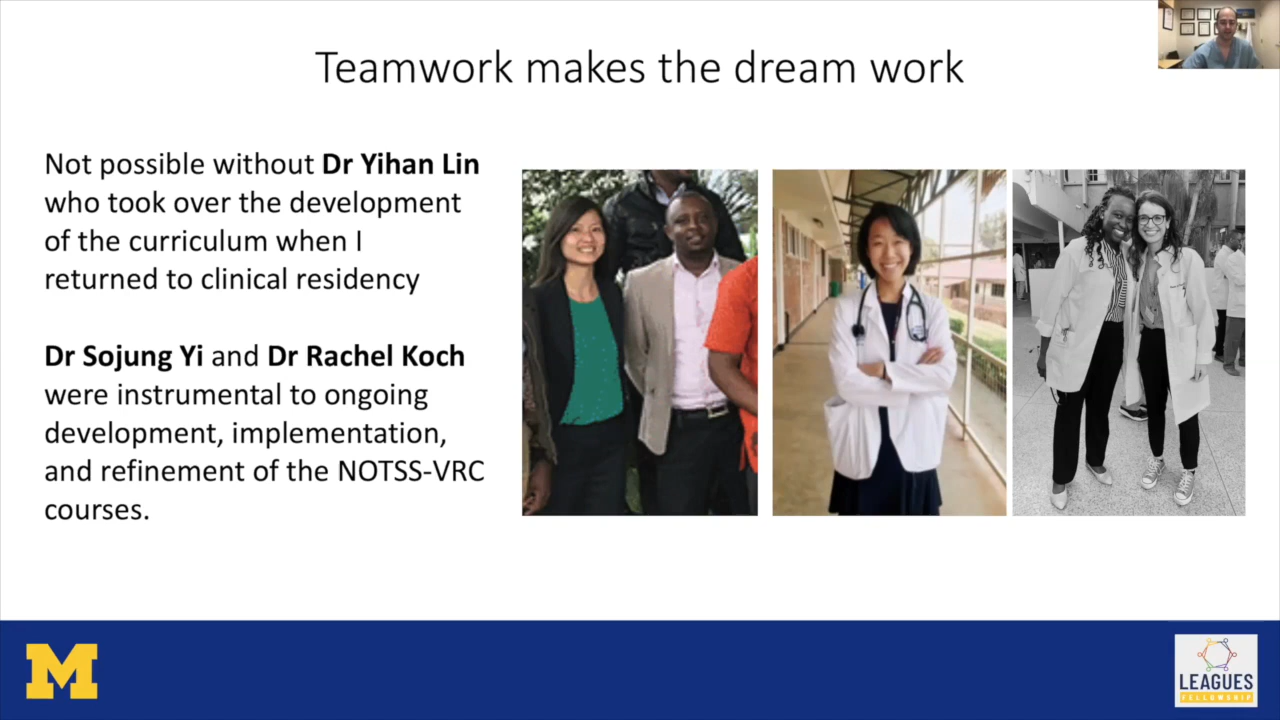 Teamwork makes the dream work
Not possible without Dr Yihan Lin
who took over the development
of the curriculum when I
returned to clinical residency
Dr Sojung Yi and Dr Rachel Koch
were instrumental to ongoing
development, implementation,
and refinement of the NOTSS-VRC
courses.
M
LEAGUES
FELLOWSHIP